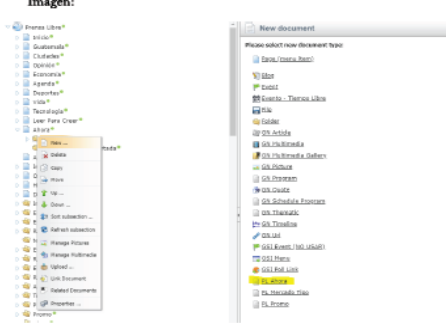 Imagen:
Prensa Libre*
Inicio*
Guatemala*
Ciudades*
Opinión*
Economía*
Agenda*
Deportes*
Vida*
Tecnología*
Leer Para Creer*
Ahora*
New ...
Delete
Copy
Move
Up ...
Down ...
Sort subsection ...
Refresh subsection
Manage Pictures
Manage Multimedia
Upload ...
Link Document
Related Documents
Properties ...
Promo*
New document
Please select new document type:
Page (menu item)
Blog
Event
Evento - Tiempo Libre
File
Folder
GN Article
GN Multimedia
GN Multimedia Gallery
GN Picture
GN Program
GN Quote
GN Schedule Program
GN Thematic
GN Timeline
GN Url
GSI Event (NO USAR)
GSI Menu
GSI Poll Link
PL Ahora
PL Mercado Tipo
PL Promo